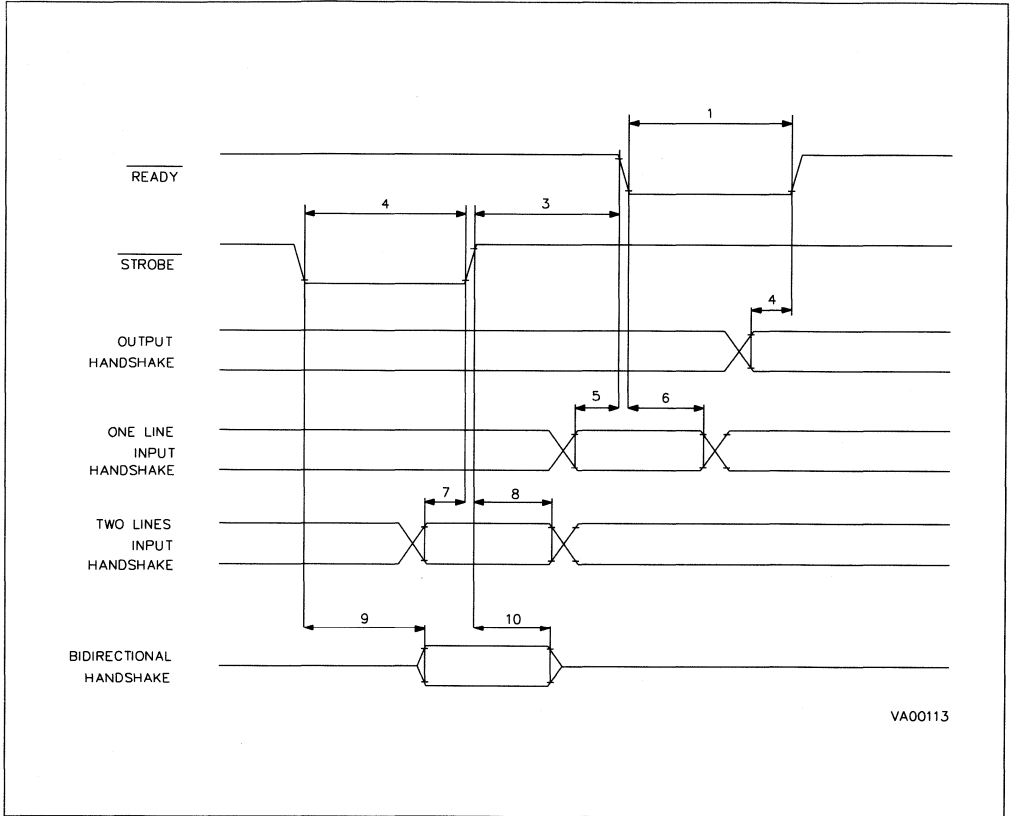 1
READY
4
3
STROBE
4
OUTPUT
HANDSHAKE
5
6
ONE LINE
INPUT
HANDSHAKE
7
8
TWO LINES
INPUT
HANDSHAKE
9
10
BIDIRECTIONAL
HANDSHAKE
VA00113